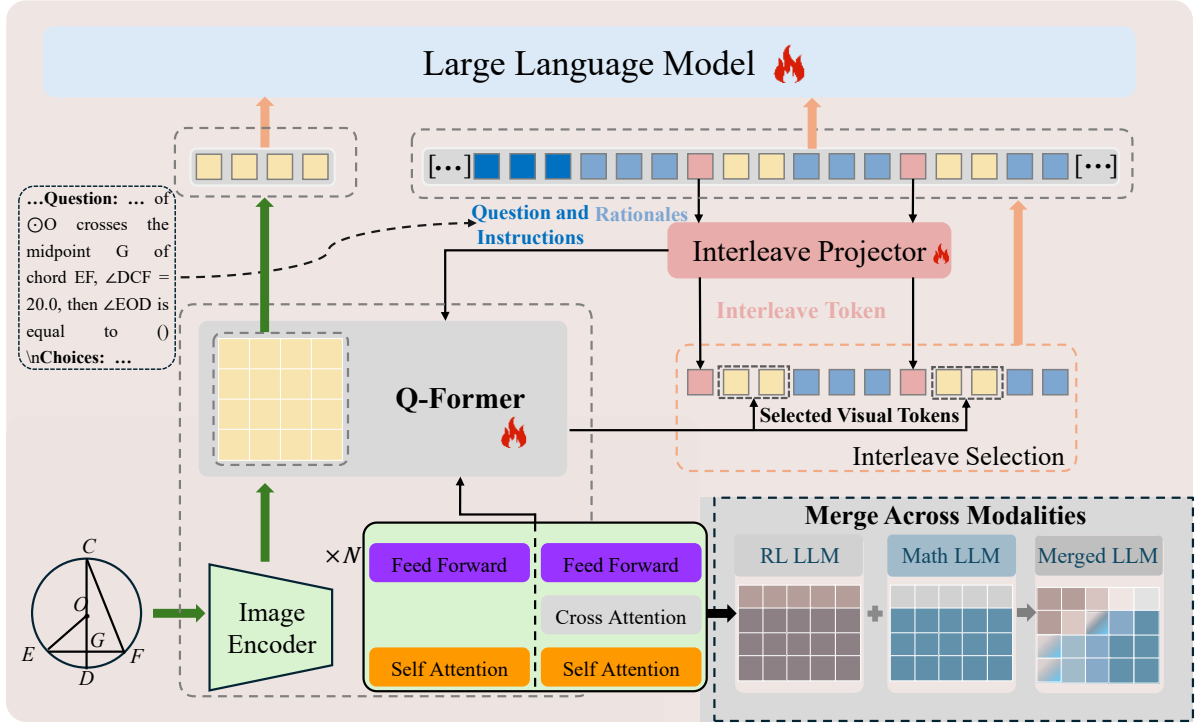 Large Language Model
[...]
[...]
...Question: ... of
⊙O crosses the
midpoint G of
chord EF, ∠DCF =
20.0, then ∠EOD is
equal to ()
\nChoices: ...
Question and
Instructions
Rationales
Interleave Projector
Interleave Token
Q-Former
Selected Visual Tokens
Interleave Selection
Merge Across Modalities
RL LLM
Math LLM
Merged LLM
×N
Feed Forward
Feed Forward
Cross Attention
Self Attention
Self Attention
Image
Encoder
C
O
G
E
F
D